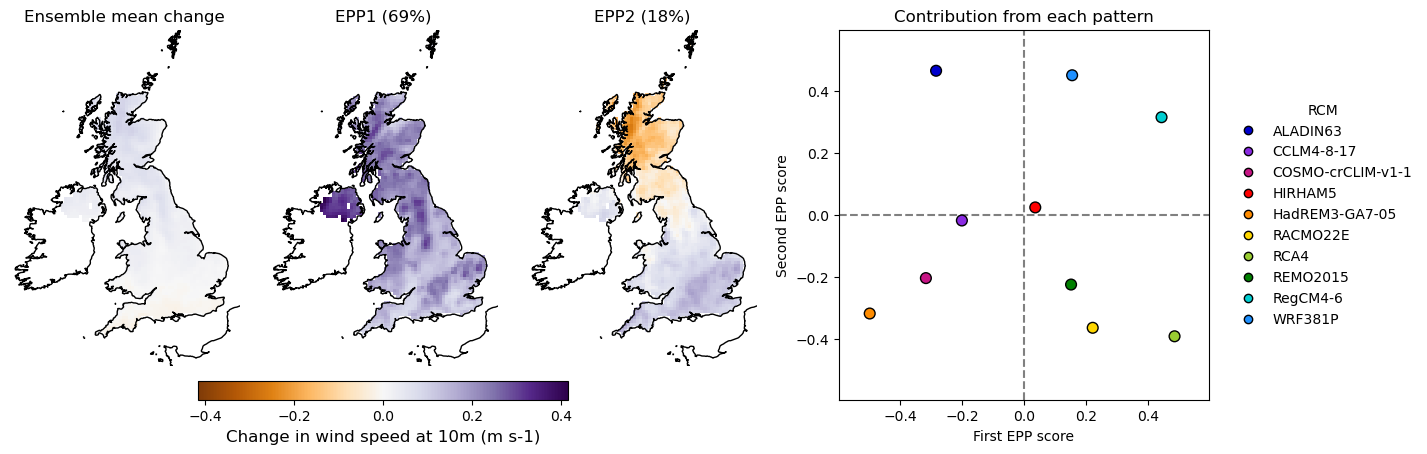 Ensemble mean change
EPP1 (69%)
EPP2 (18%)
−0.4
−0.2
0.0
0.2
0.4
Change in wind speed at 10m (m s-1)
Contribution from each pattern
Second EPP score
0.4
0.2
0.0
−0.2
−0.4
−0.4
−0.2
0.0
0.2
0.4
First EPP score
RCM
ALADIN63
CCLM4-8-17
COSMO-crCLIM-v1-1
HIRHAM5
HadREM3-GA7-05
RACMO22E
RCA4
REMO2015
RegCM4-6
WRF381P